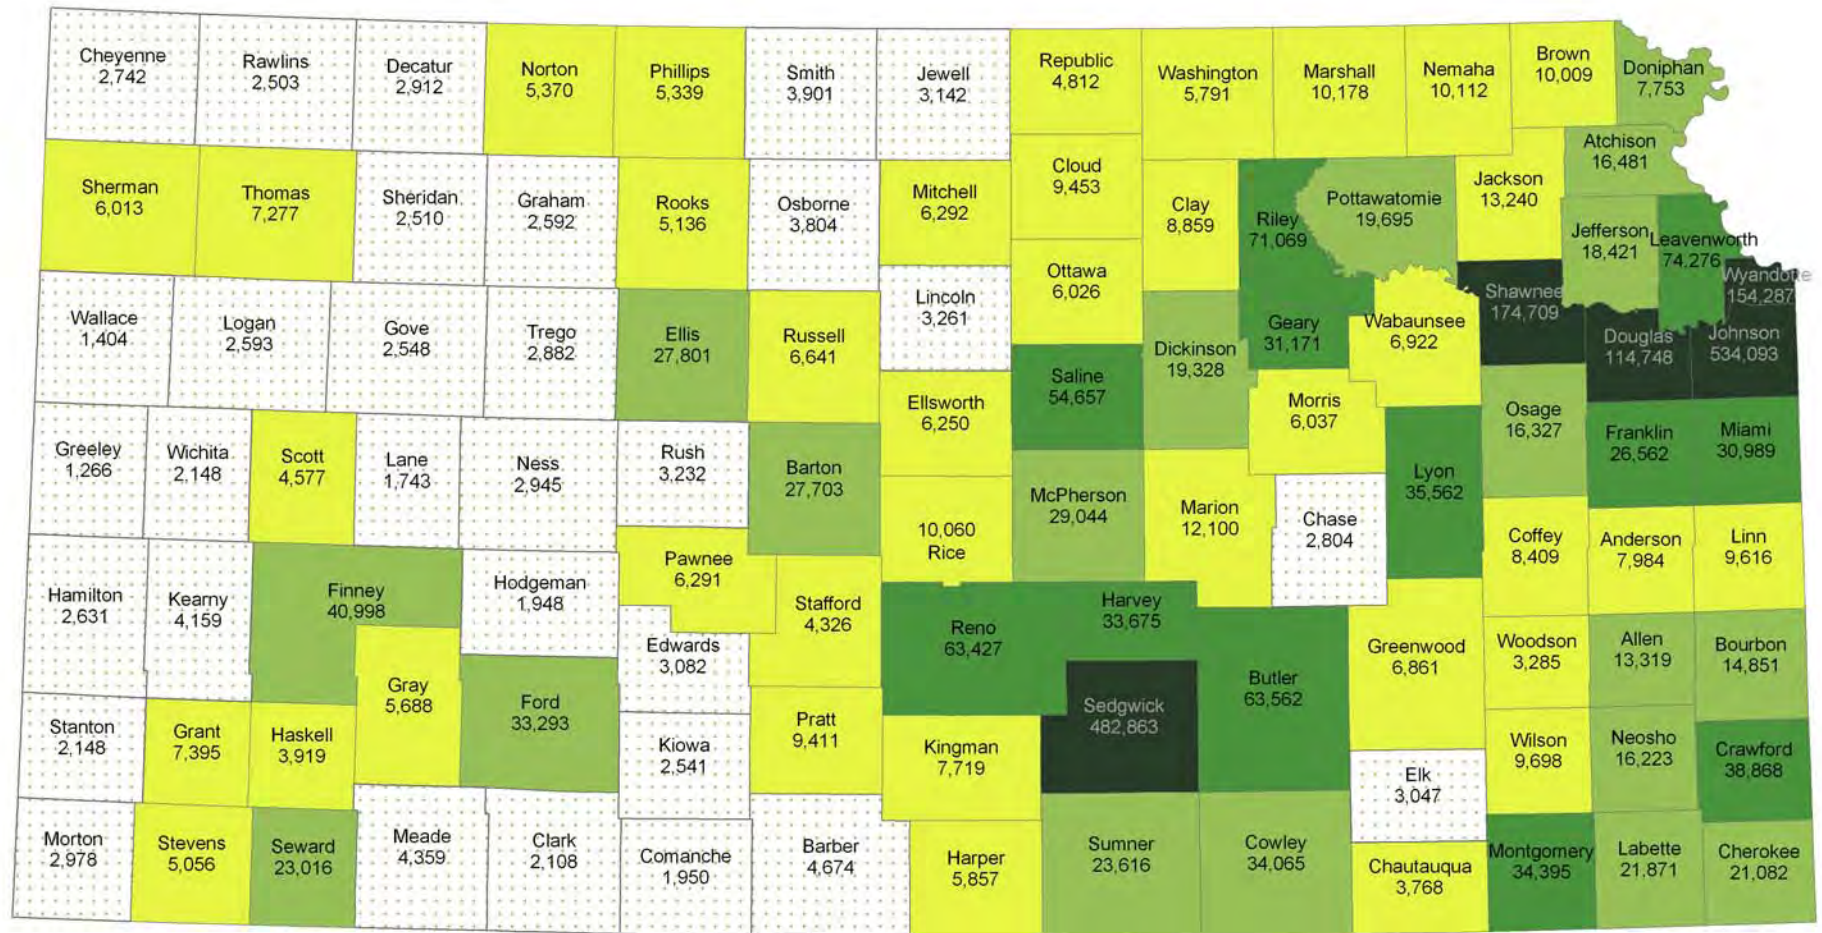 Cheyenne
2,742
Rawlins
2,503
Decatur
2,912
Norton
5,370
Phillips
5,339
Smith
3,901
Jewell
3,142
Republic
4,812
Washington
5,791
Marshall
10,178
Nemaha
10,112
Brown
10,009
Doniphan
7,753
Sherman
6,013
Thomas
7,277
Sheridan
2,510
Graham
2,592
Rooks
5,136
Osborne
3,804
Mitchell
6,292
Cloud
9,453
Clay
8,859
Riley
71,069
Pottawatomie
19,695
Jackson
13,240
Atchison
16,481
Jefferson
18,421
Leavenworth
74,276
Wyandotte
154,287
Wallace
1,404
Logan
2,593
Gove
2,548
Trego
2,882
Ellis
27,801
Russell
6,641
Lincoln
3,261
Ottawa
6,026
Dickinson
19,328
Geary
31,171
Wabaunsee
6,922
Shawnee
174,709
Douglas
114,748
Johnson
534,093
Greeley
1,266
Wichita
2,148
Scott
4,577
Lane
1,743
Ness
2,945
Rush
3,232
Barton
27,703
Ellsworth
6,250
Saline
54,657
Morris
6,037
Lyon
35,562
Osage
16,327
Franklin
26,562
Miami
30,989
Hamilton
2,631
Kearny
4,159
Finney
40,998
Hodgeman
1,948
Pawnee
6,291
Stafford
4,326
10,060
Rice
McPherson
29,044
Marion
12,100
Chase
2,804
Coffey
8,409
Anderson
7,984
Linn
9,616
Gray
5,688
Ford
33,293
Edwards
3,082
Reno
63,427
Harvey
33,675
Butler
63,562
Greenwood
6,861
Woodson
3,285
Allen
13,319
Bourbon
14,851
Stanton
2,148
Grant
7,395
Haskell
3,919
Kiowa
2,541
Pratt
9,411
Kingman
7,719
Sedgwick
482,863
Elk
3,047
Wilson
9,698
Neosho
16,223
Crawford
38,868
Morton
2,978
Stevens
5,056
Seward
23,016
Meade
4,359
Clark
2,108
Comanche
1,950
Barber
4,674
Harper
5,857
Sumner
23,616
Cowley
34,065
Chautauqua
3,768
Montgomery
34,395
Labette
21,871
Cherokee
21,082